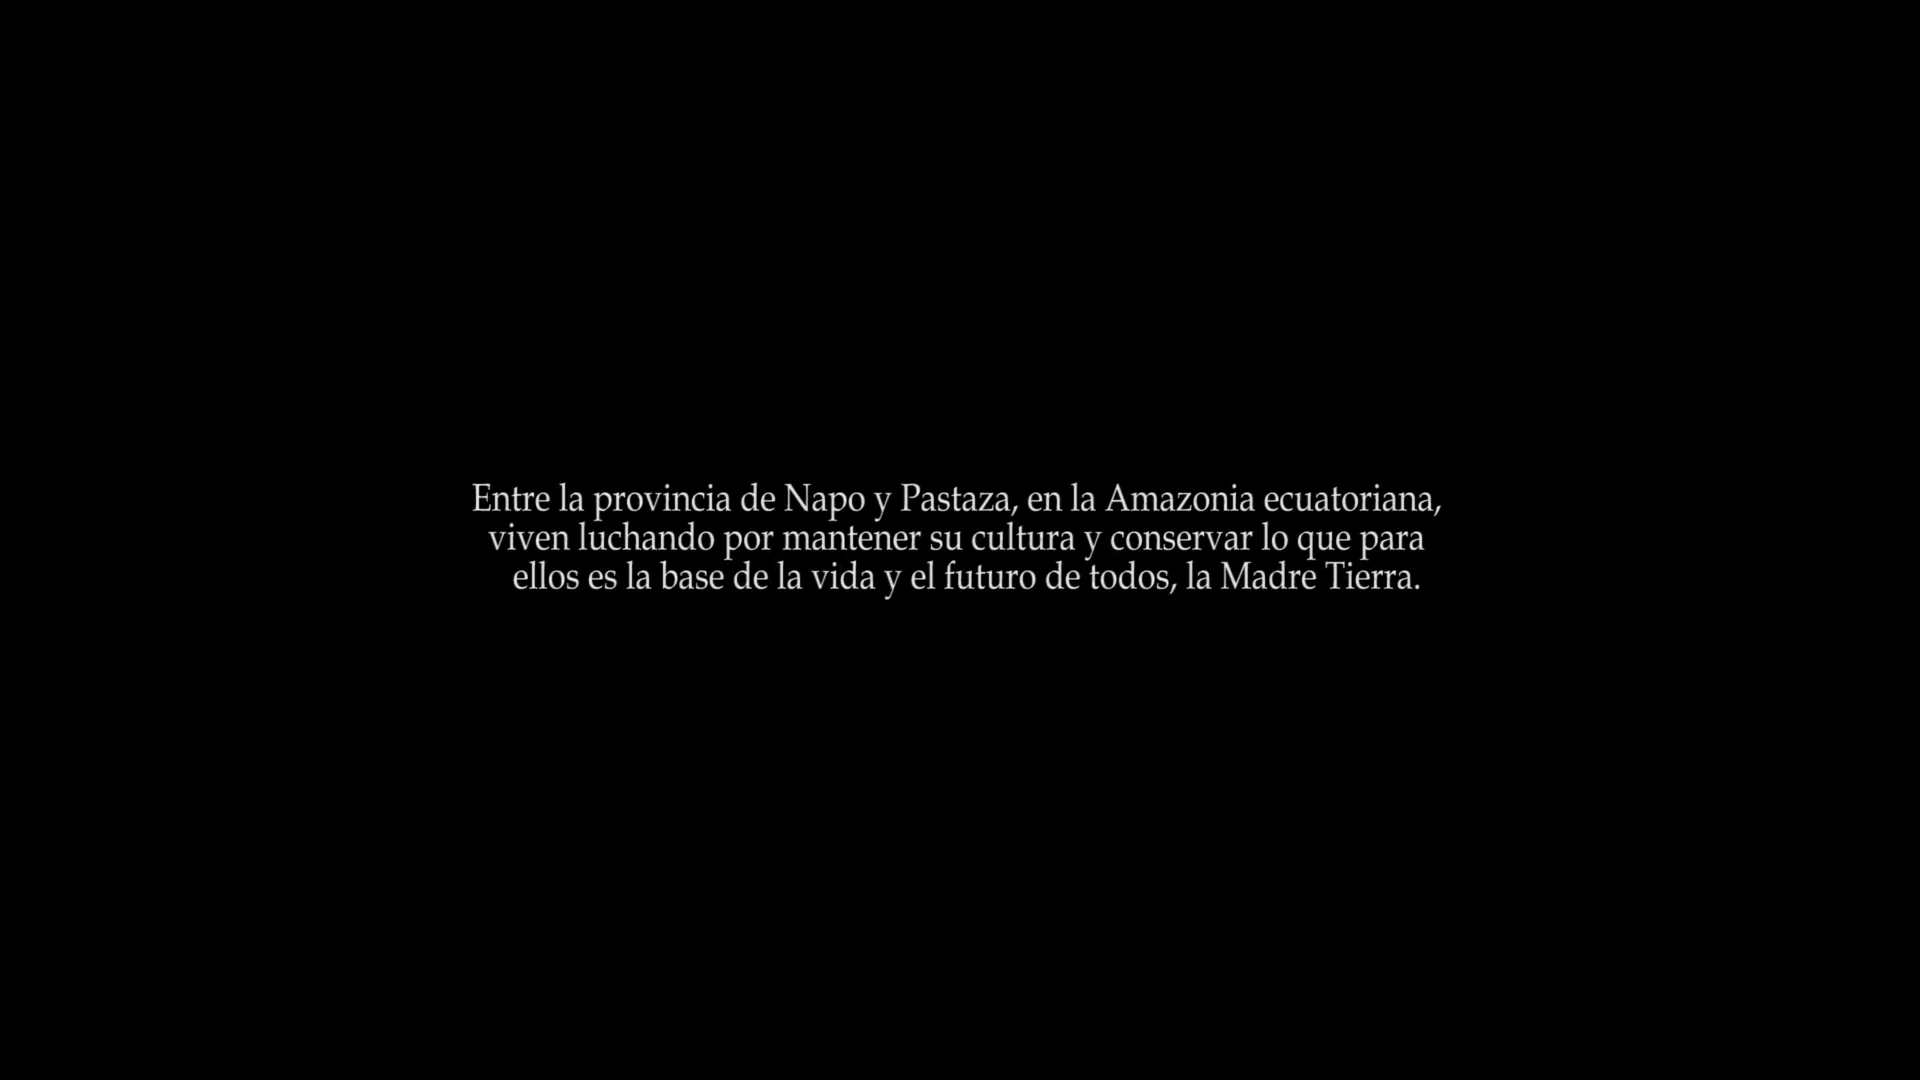 Entre la provincia de Napo y Pastaza, en la Amazonia ecuatoriana,
viven luchando por mantener su cultura y conservar lo que para
ellos es la base de la vida y el futuro de todos, la Madre Tierra.